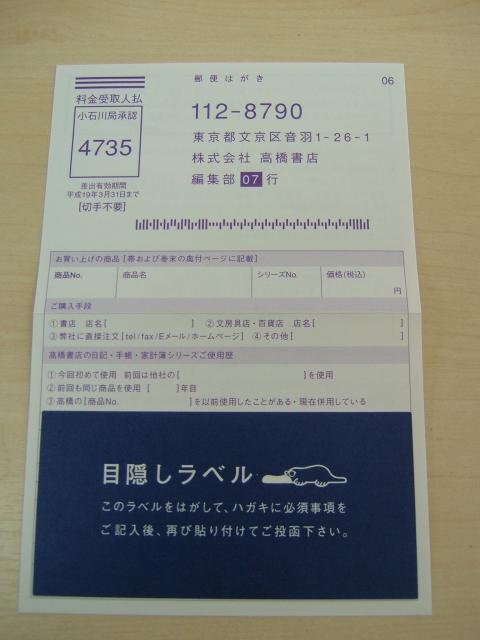 郵便はがき
06
料金受取人払
小石川局承認
4735
差出有効期間
平成19年3月31日まで
[切手不要]
112-8790
東京都文京区音羽1-26-1
株式会社 高橋書店
編集部 07 行
お買い上げの商品 [帯および巻末の奥付ページに記載]
商品No. 商品名 シリーズNo. 価格(税込)
円
ご購入手段
①書店 店名[ ] ②文房具店・百貨店 店名[ ]
③弊社に直接注文[tel/fax/Eメール/ホームページ] ④その他[ ]
高橋書店の日記・手帳・家計簿シリーズご使用歴
①今回初めて使用 前回は他社の[ ]を使用
②前回も同じ商品を使用 [ ]年目
③高橋の[商品No. ]を以前使用したことがある・現在併用している
目隠しラベル
このラベルをはがして、ハガキに必須事項を
ご記入後、再び貼り付けてご投函下さい。